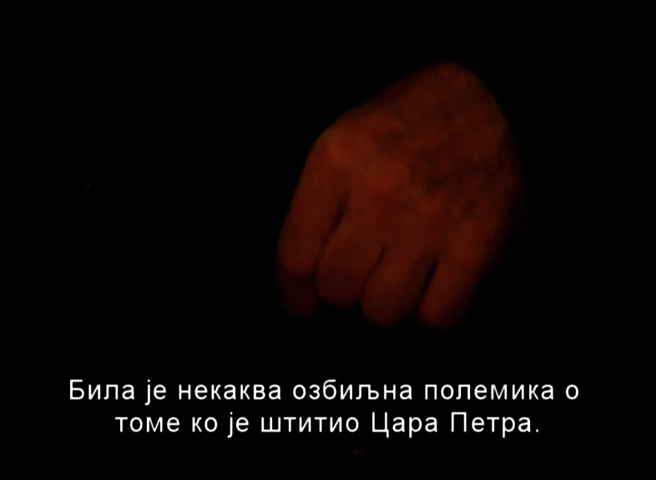 Била је некаква озбиљна полемика о
томе ко је штитио Цара Петра.